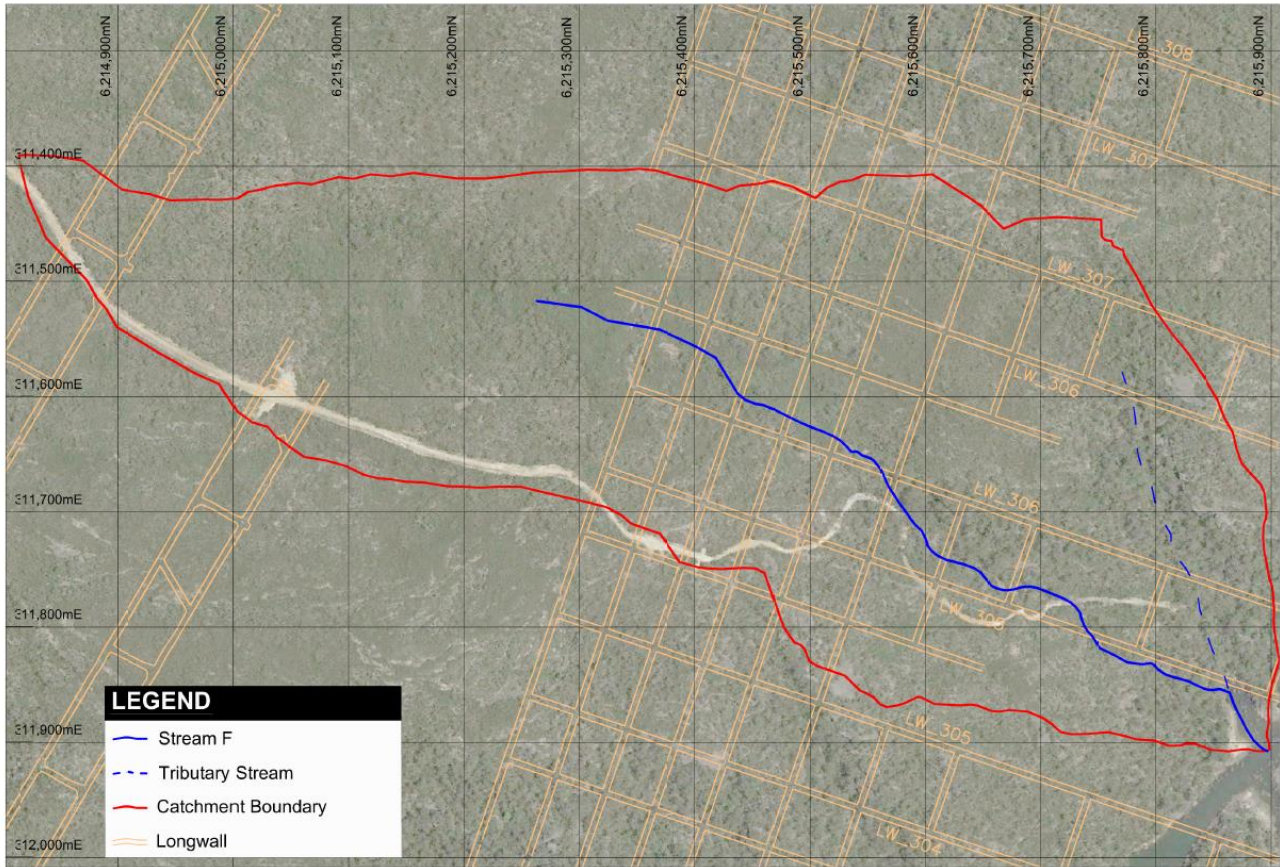 6,214,900mN
6,215,000mN
6,215,100mN
6,215,200mN
6,215,300mN
6,215,400mN
6,215,500mN
6,215,600mN
6,215,700mN
6,215,800mN
6,215,900mN
LW_308
311,400mE
LW_307
311,500mE
LW_307
311,600mE
LW_306
311,700mE
LW_306
311,800mE
LW_305
311,900mE
LW_305
312,000mE
LW_304
LEGEND
Stream F
Tributary Stream
Catchment Boundary
Longwall